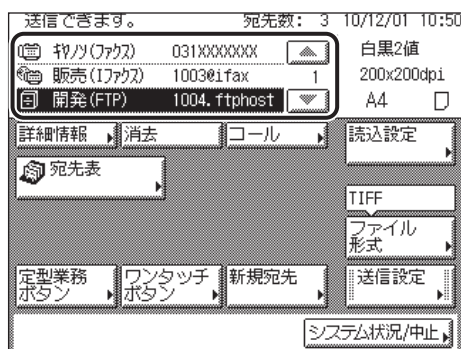 送信できます。 宛先数: 3 10/12/01 10:50
キヤノン(ファクス) 031XXXXXXX
白黒2値
販売(Iファクス) 1003@ifax 1
200x200dpi
開発(FTP) 1004.ftphost
A4
詳細情報 消去 コール 読込設定
宛先表
TIFF
ファイル
形式
定型業務
ボタン
ワンタッチ
ボタン
新規宛先
送信設定
システム状況/中止